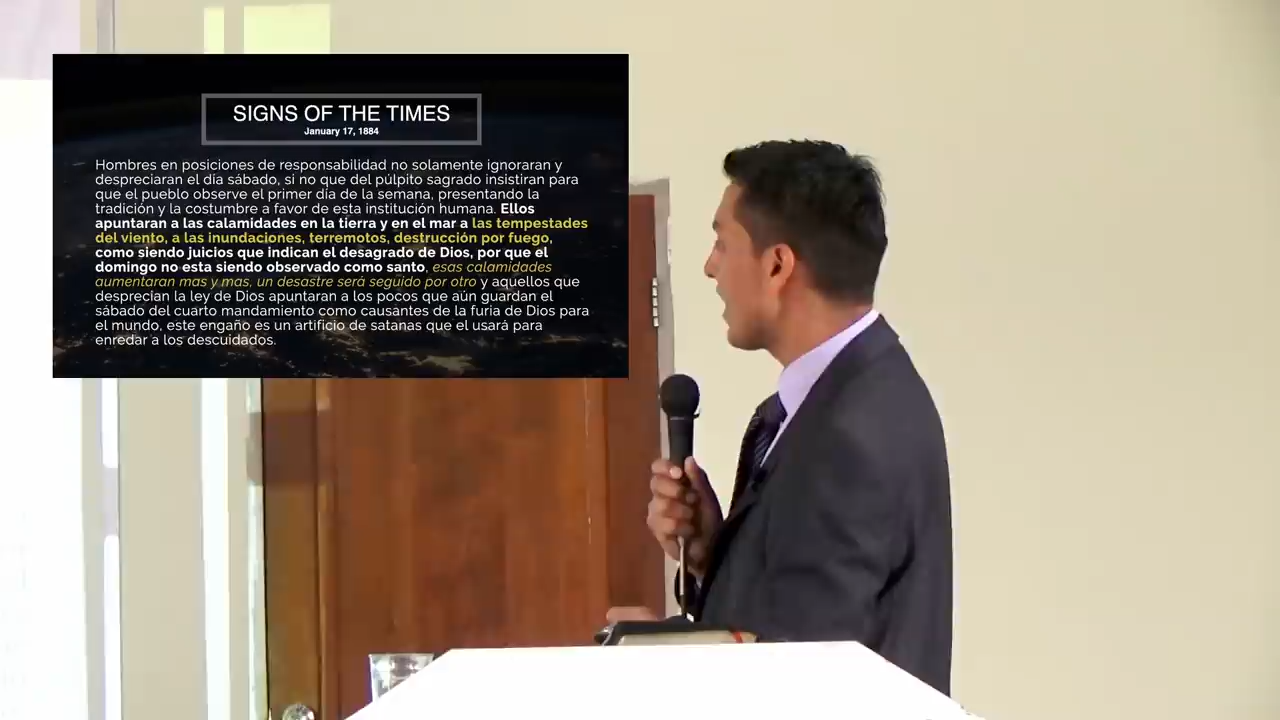 SIGNS OF THE TIMES
January 17, 1884
Hombres en posiciones de responsabilidad no solamente ignoraran y
despreciaran el día sábado, si no que del púlpito sagrado insistiran para
que el pueblo observe el primer día de la semana, presentando la
tradición y la costumbre a favor de esta institución humana. Ellos
apuntaran a las calamidades en la tierra y en el mar a las tempestades
del viento, a las inundaciones, terremotos, destrucción por fuego,
como siendo juicios que indican el desagrado de Dios, por que el
domingo no esta siendo observado como santo, esas calamidades
aumentaran mas y mas, un desastre será seguido por otro y aquellos que
desprecian la ley de Dios apuntaran a los pocos que aún guardan el
sábado del cuarto mandamiento como causantes de la furia de Dios para
el mundo, este engaño es un artificio de satanas que el usará para
enredar a los descuidados.